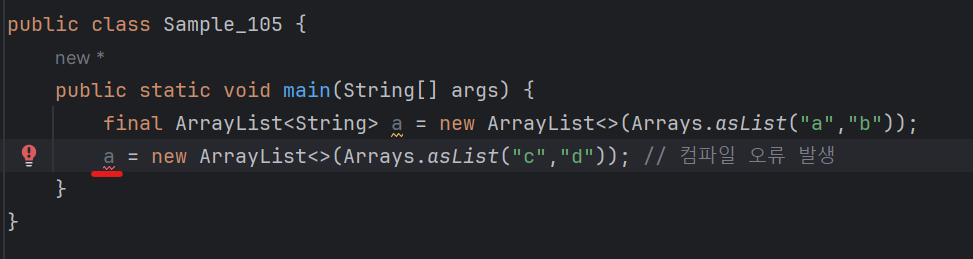 public class Sample_105 {
new *
public static void main(String[] args) {
final ArrayList<String> a = new ArrayList<>(Arrays.asList("a","b"));
a = new ArrayList<>(Arrays.asList("c","d")); // 컴파일 오류 발생
}
}